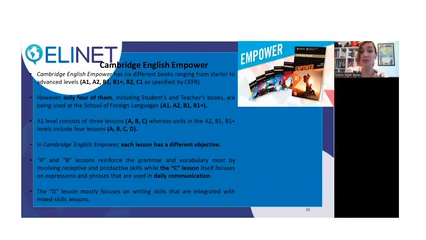 ELINET
Cambridge English Empower
EMPOWER
• Cambridge English Empower has six different books ranging from starter to
advanced levels (A1, A2, B1, B1+, B2, C1 as specified by CEFR).
• However, only four of them, including Student's and Teacher's books, are
being used at the School of Foreign Languages (A1, A2, B1, B1+).
• A1 level consists of three lessons (A, B, C) whereas units in the A2, B1, B1+
levels include four lessons (A, B, C, D).
• In Cambridge English Empower, each lesson has a different objective.
• "A" and "B" lessons reinforce the grammar and vocabulary most by
involving receptive and productive skills while the "C" lesson itself focuses
on expressions and phrases that are used in daily communication.
• The "D" lesson mostly focuses on writing skills that are integrated with
mixed-skills lessons.